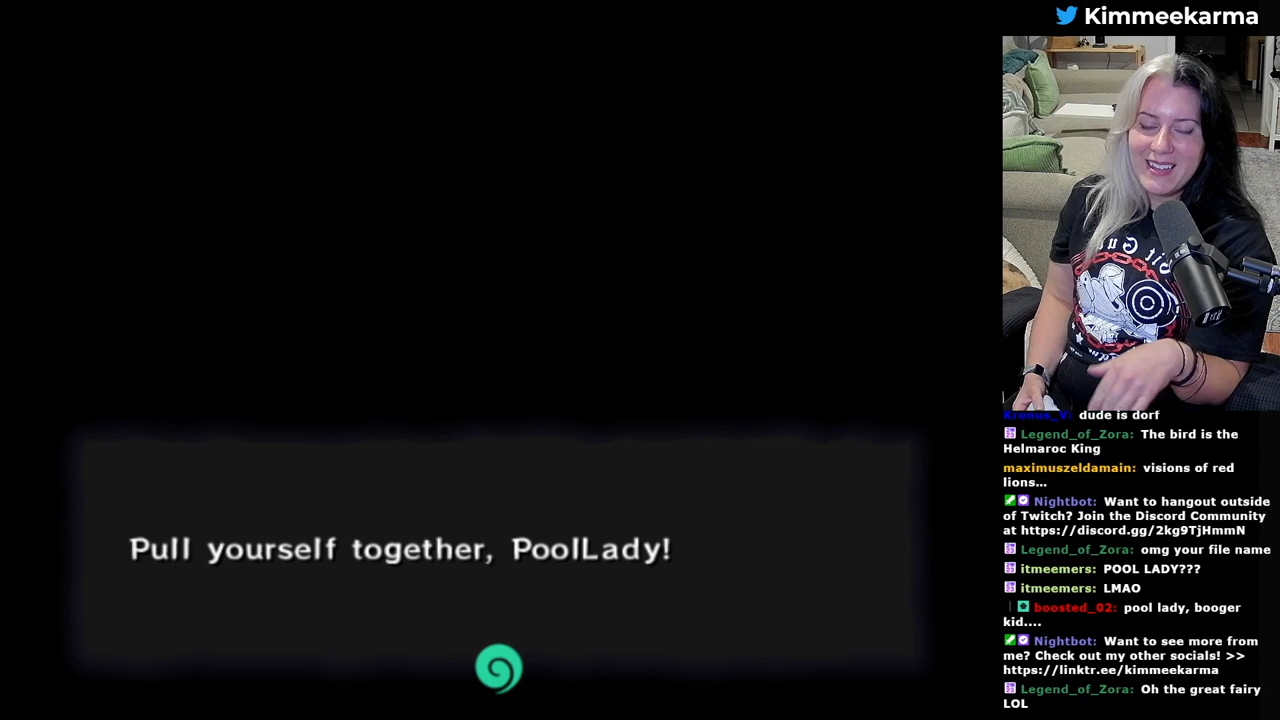 Kimmeekarma
Pull yourself together, PoolLady!
Kronus_V: dude is dorf
Legend_of_Zora: The bird is the
Helmaroc King
maximuszeldamain: visions of red
lions...
Nightbot: Want to hangout outside
of Twitch? Join the Discord Community
at https://discord.gg/2kg9TjHmmN
Legend_of_Zora: omg your file name
itmeemers: POOL LADY???
itmeemers: LMAO
boosted_02: pool lady, booger
kid....
Nightbot: Want to see more from
me? Check out my other socials! >>
https://linktr.ee/kimmeekarma
Legend_of_Zora: Oh the great fairy
LOL